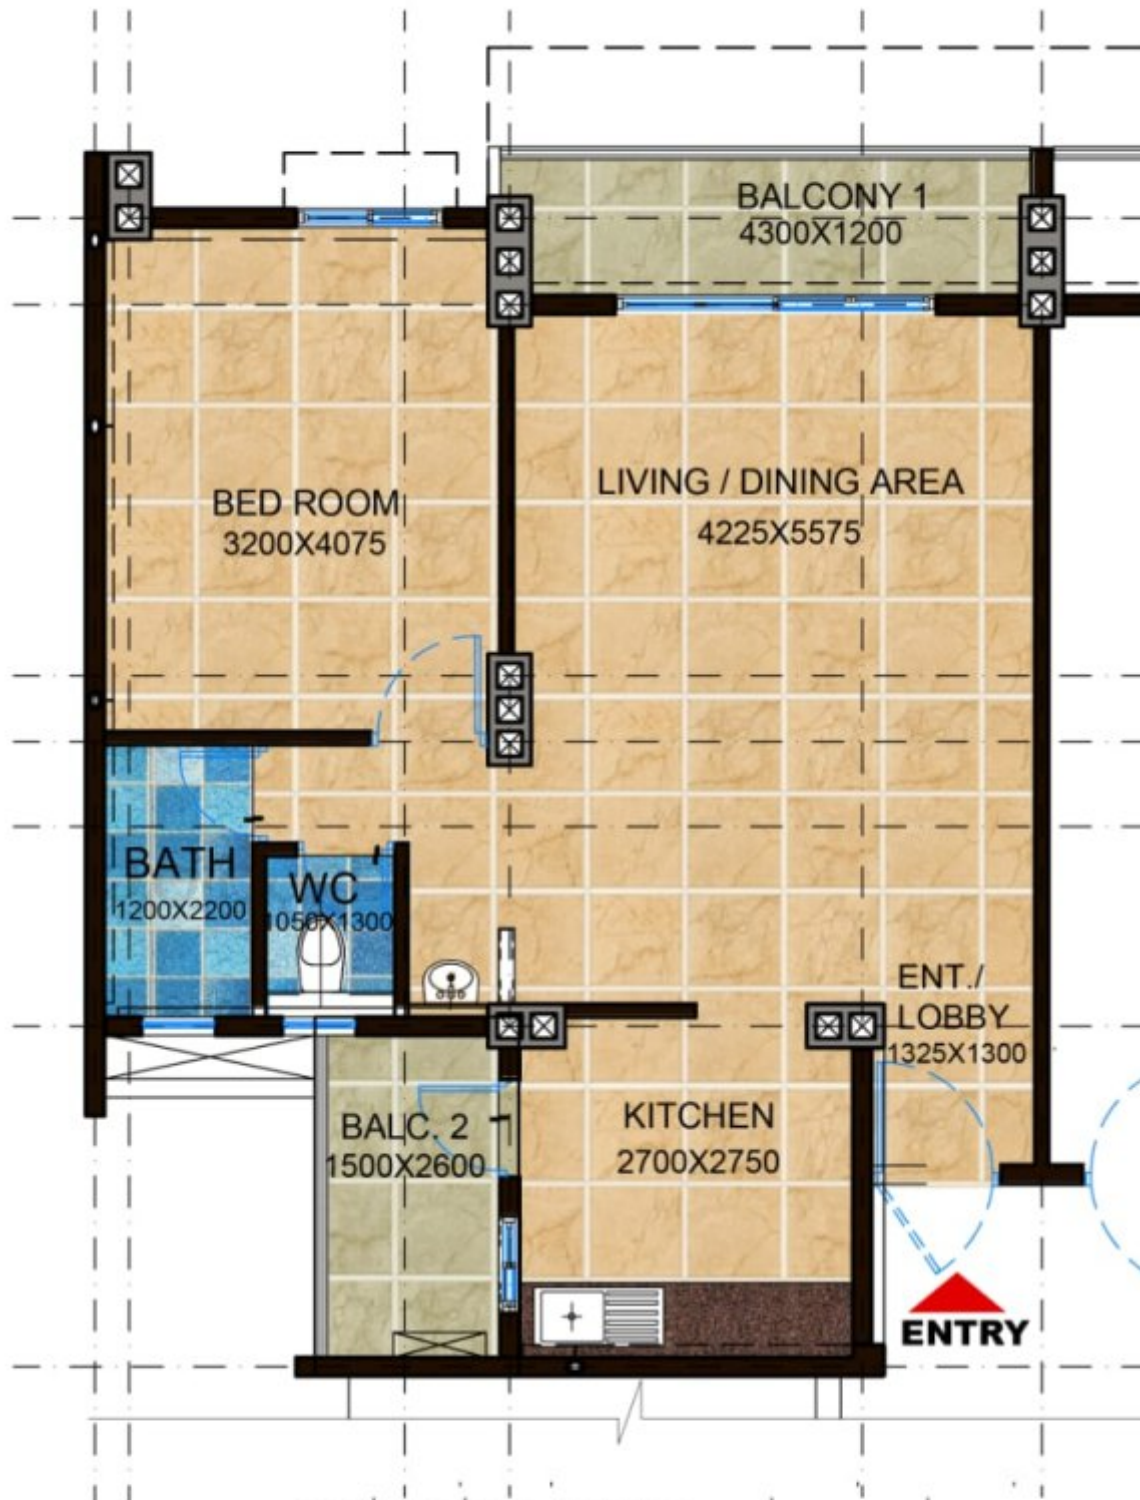 BALCONY 1
4300X1200
BED ROOM
3200X4075
LIVING / DINING AREA
4225X5575
BATH
1200X2200
WC
1050X1300
ENT./
LOBBY
1325X1300
BALC. 2
1500X2600
KITCHEN
2700X2750
ENTRY